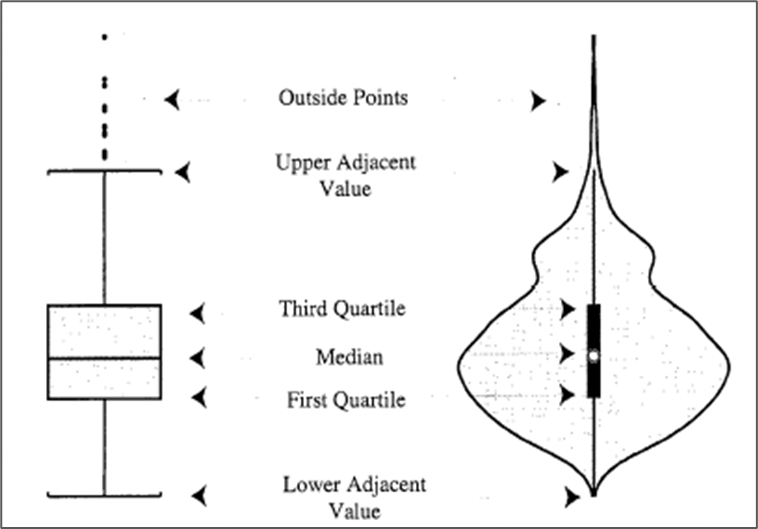 Outside Points
Upper Adjacent
Value
Third Quartile
Median
First Quartile
Lower Adjacent
Value